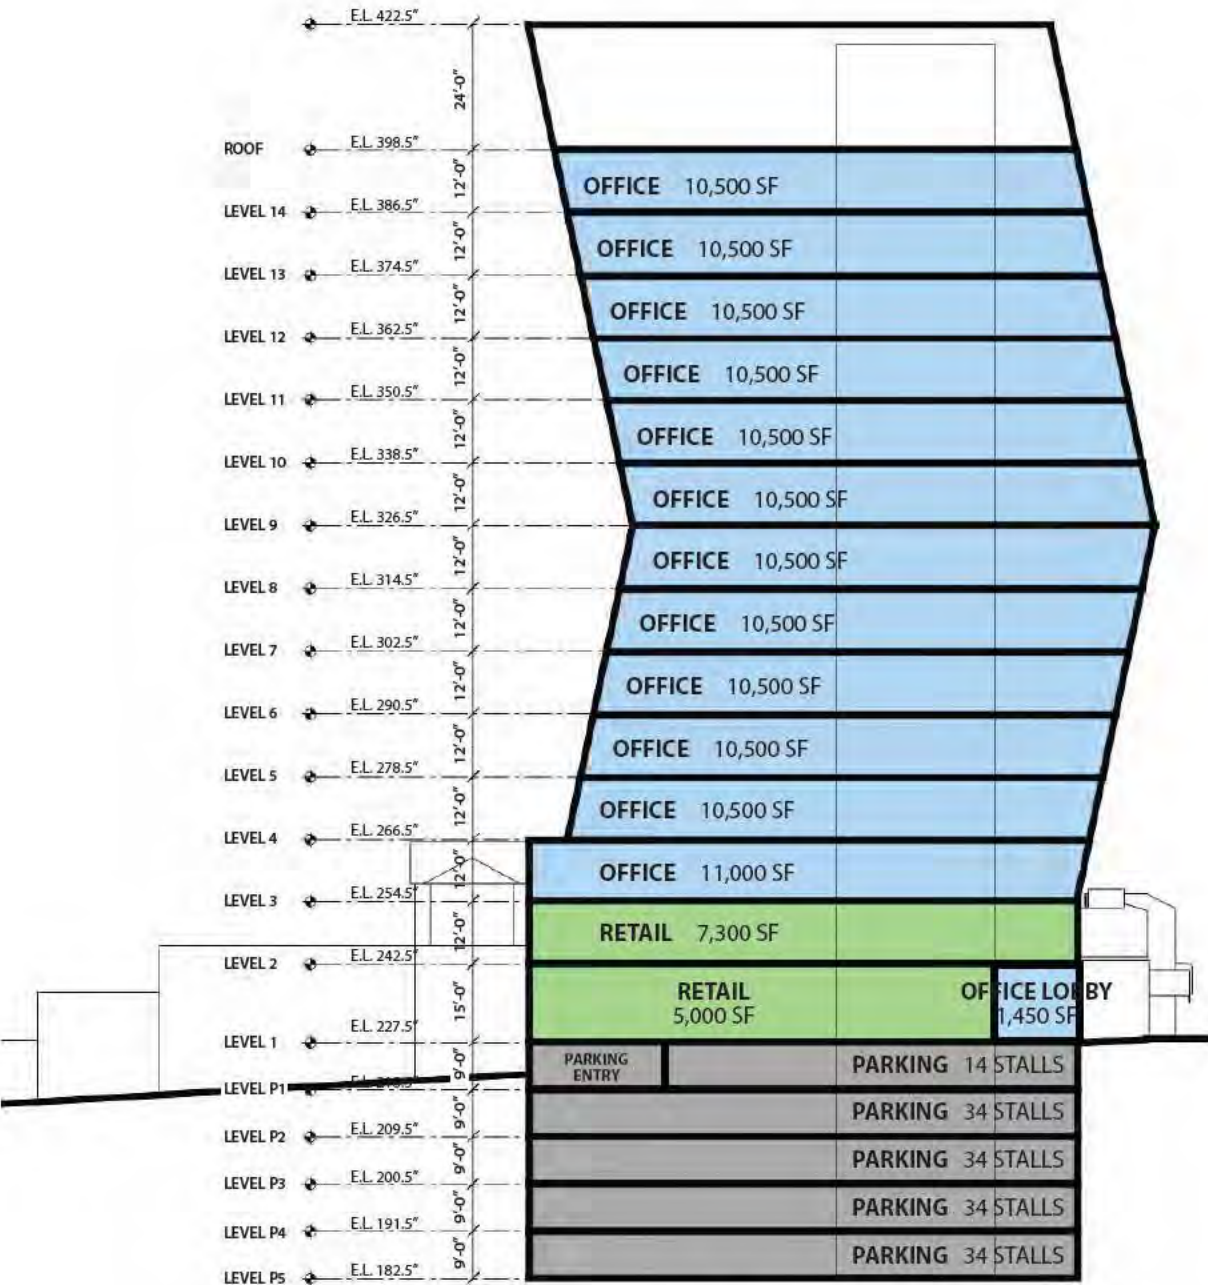 E.L. 422.5"
24'-0"
ROOF E.L. 398.5"
12'-0" OFFICE 10,500 SF
LEVEL 14 E.L. 386.5"
12'-0" OFFICE 10,500 SF
LEVEL 13 E.L. 374.5"
12'-0" OFFICE 10,500 SF
LEVEL 12 E.L. 362.5"
12'-0" OFFICE 10,500 SF
LEVEL 11 E.L. 350.5"
12'-0" OFFICE 10,500 SF
LEVEL 10 E.L. 338.5"
12'-0" OFFICE 10,500 SF
LEVEL 9 E.L. 326.5"
12'-0" OFFICE 10,500 SF
LEVEL 8 E.L. 314.5"
12'-0" OFFICE 10,500 SF
LEVEL 7 E.L. 302.5"
12'-0" OFFICE 10,500 SF
LEVEL 6 E.L. 290.5"
12'-0" OFFICE 10,500 SF
LEVEL 5 E.L. 278.5"
12'-0" OFFICE 10,500 SF
LEVEL 4 E.L. 266.5"
12'-0" OFFICE 11,000 SF
LEVEL 3 E.L. 254.5"
12'-0" RETAIL 7,300 SF
LEVEL 2 E.L. 242.5"
15'-0" RETAIL OFFICE LOBBY
5,000 SF 1,450 SF
LEVEL 1 E.L. 227.5"
9'-0" PARKING ENTRY PARKING 14 STALLS
LEVEL P1
9'-0" PARKING 34 STALLS
LEVEL P2 E.L. 209.5"
9'-0" PARKING 34 STALLS
LEVEL P3 E.L. 200.5"
9'-0" PARKING 34 STALLS
LEVEL P4 E.L. 191.5"
9'-0" PARKING 34 STALLS
LEVEL P5 E.L. 182.5"